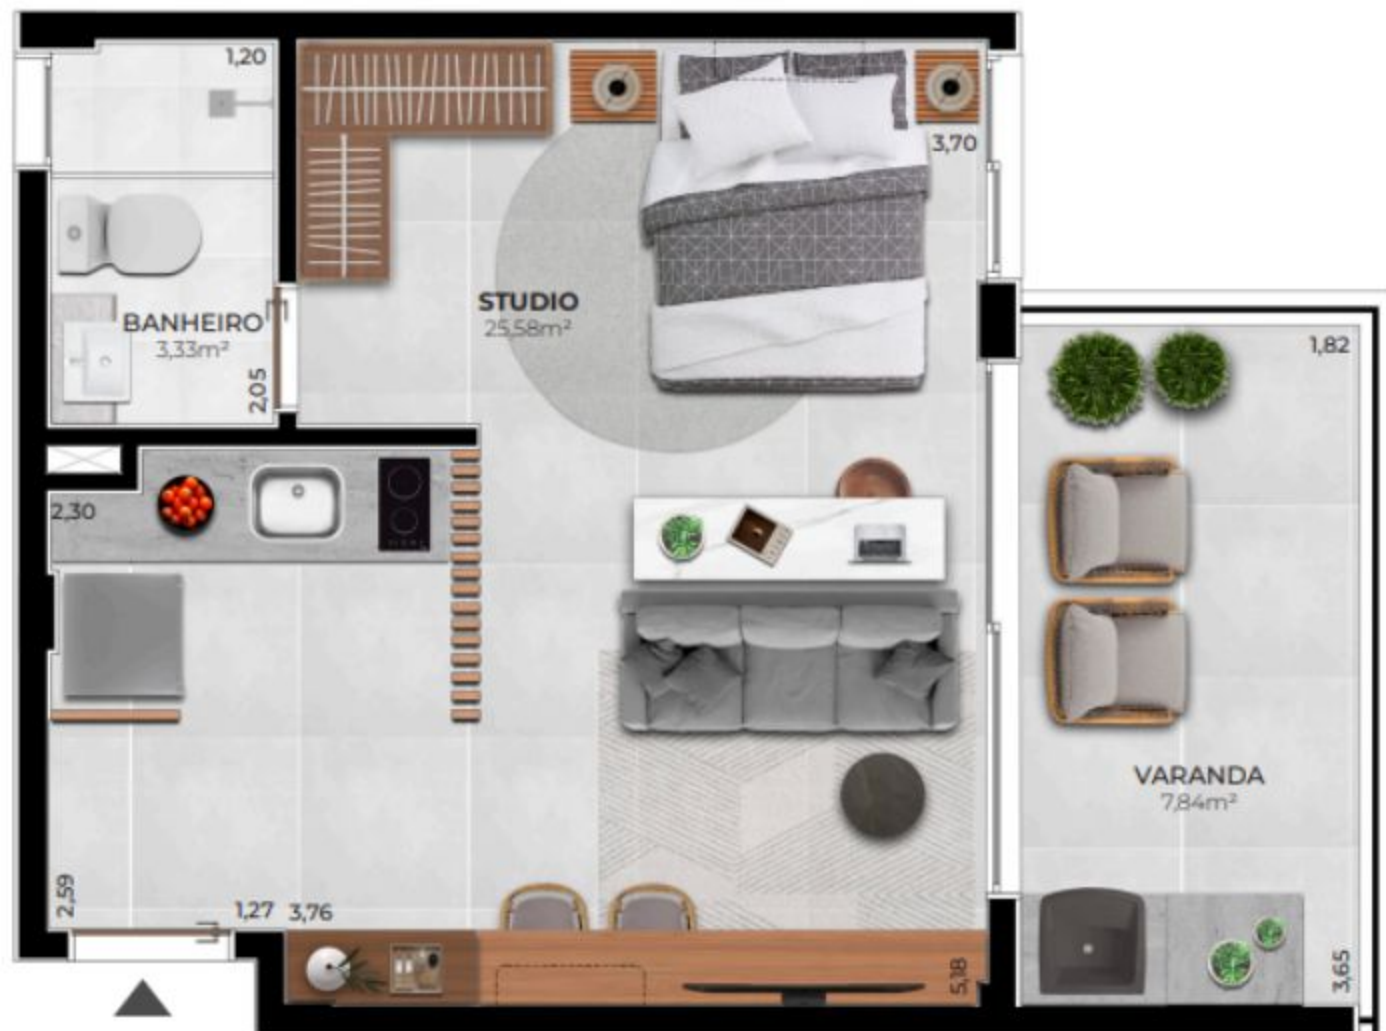 1,20
3,70
STUDIO
25,58m²
BANHEIRO
3,33m²
2,05
1,82
2,30
VARANDA
7,84m²
2,59
1,27
3,76
5,18
3,65